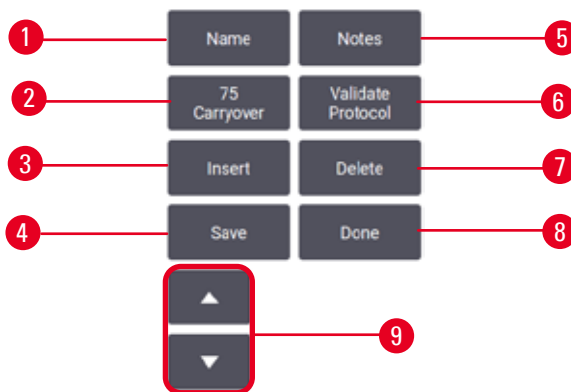 1
Name
Notes
5
2
75
Carryover
Validate
Protocol
6
3
Insert
Delete
7
4
Save
Done
8
9